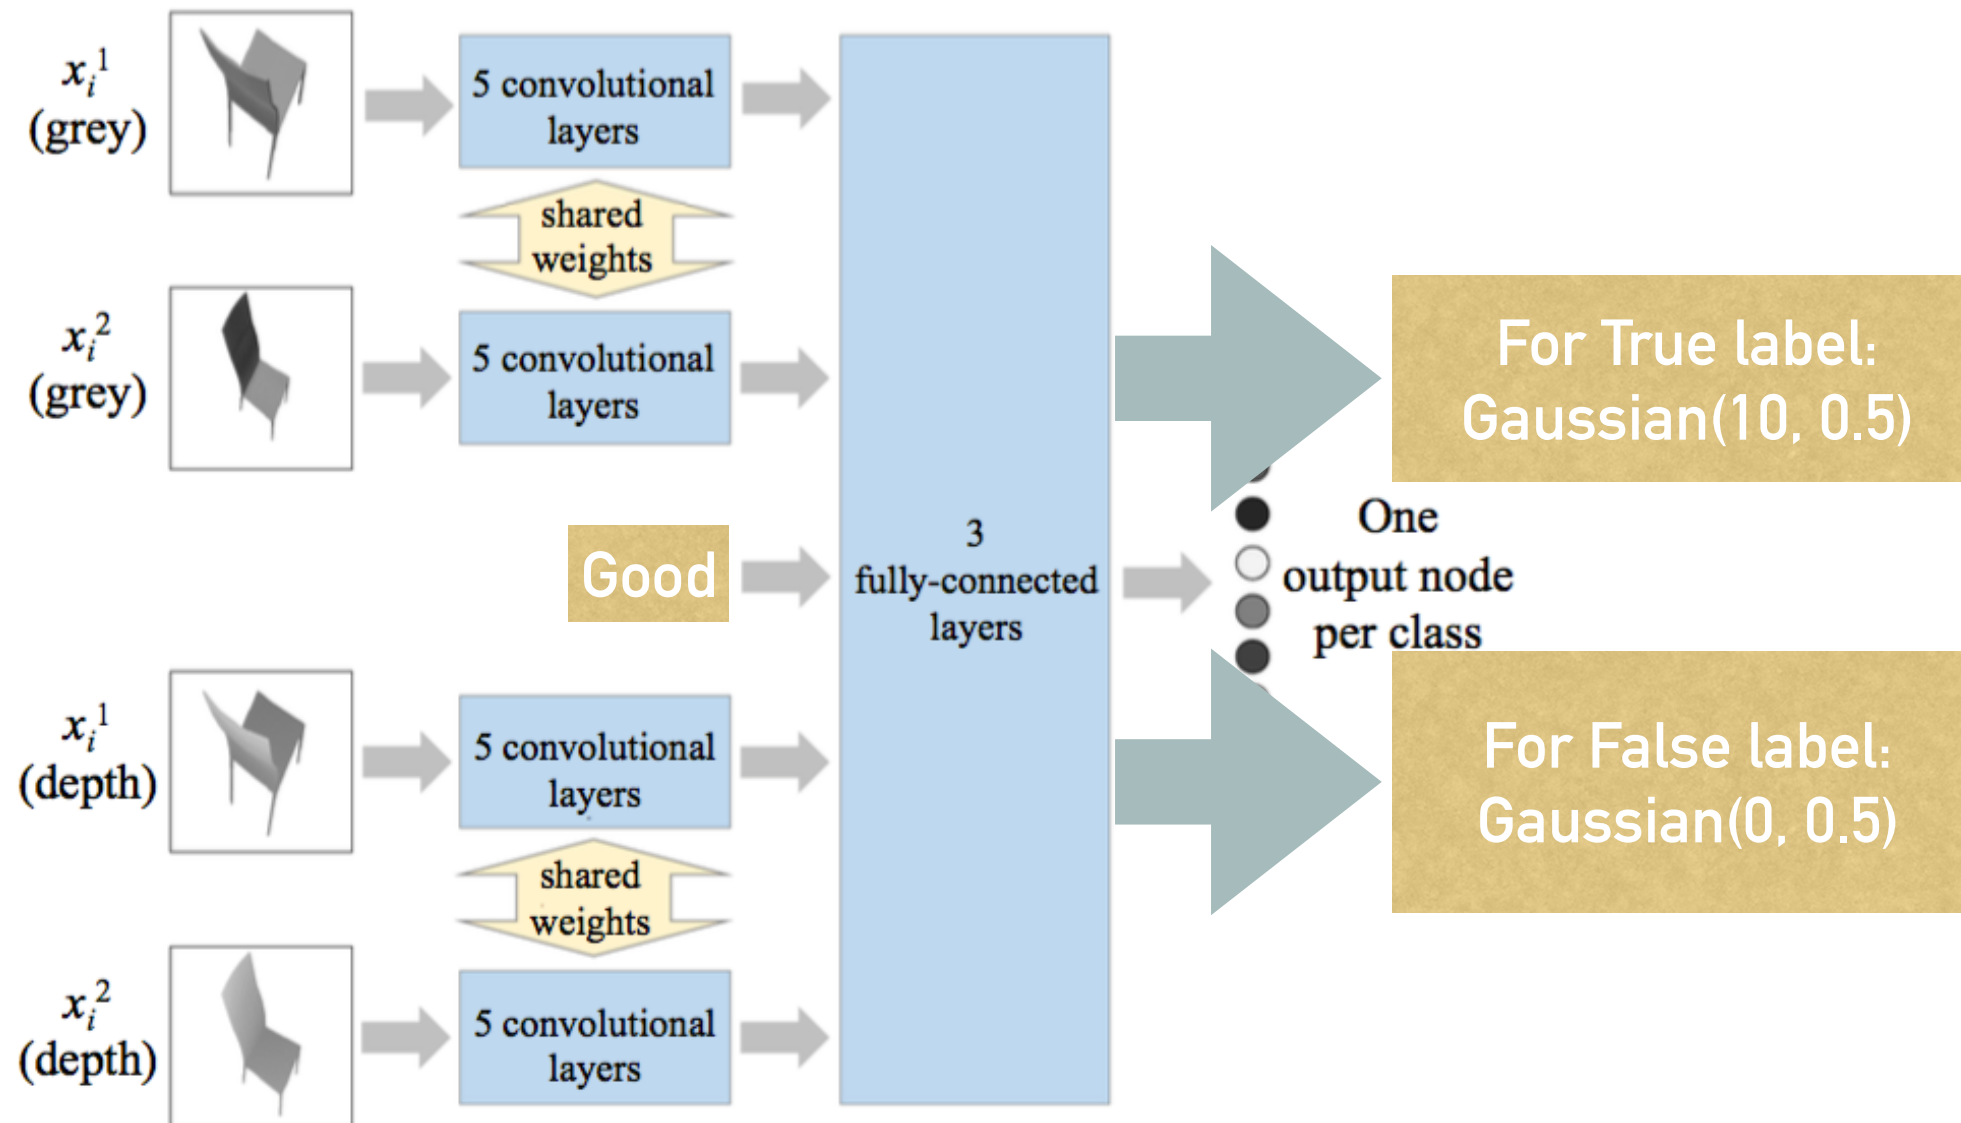 x_i^1
(grey)
5 convolutional
layers
shared
weights
x_i^2
(grey)
5 convolutional
layers
Good
x_i^1
(depth)
5 convolutional
layers
shared
weights
x_i^2
(depth)
5 convolutional
layers
3
fully-connected
layers
For True label:
Gaussian(10, 0.5)
One
output node
per class
For False label:
Gaussian(0, 0.5)